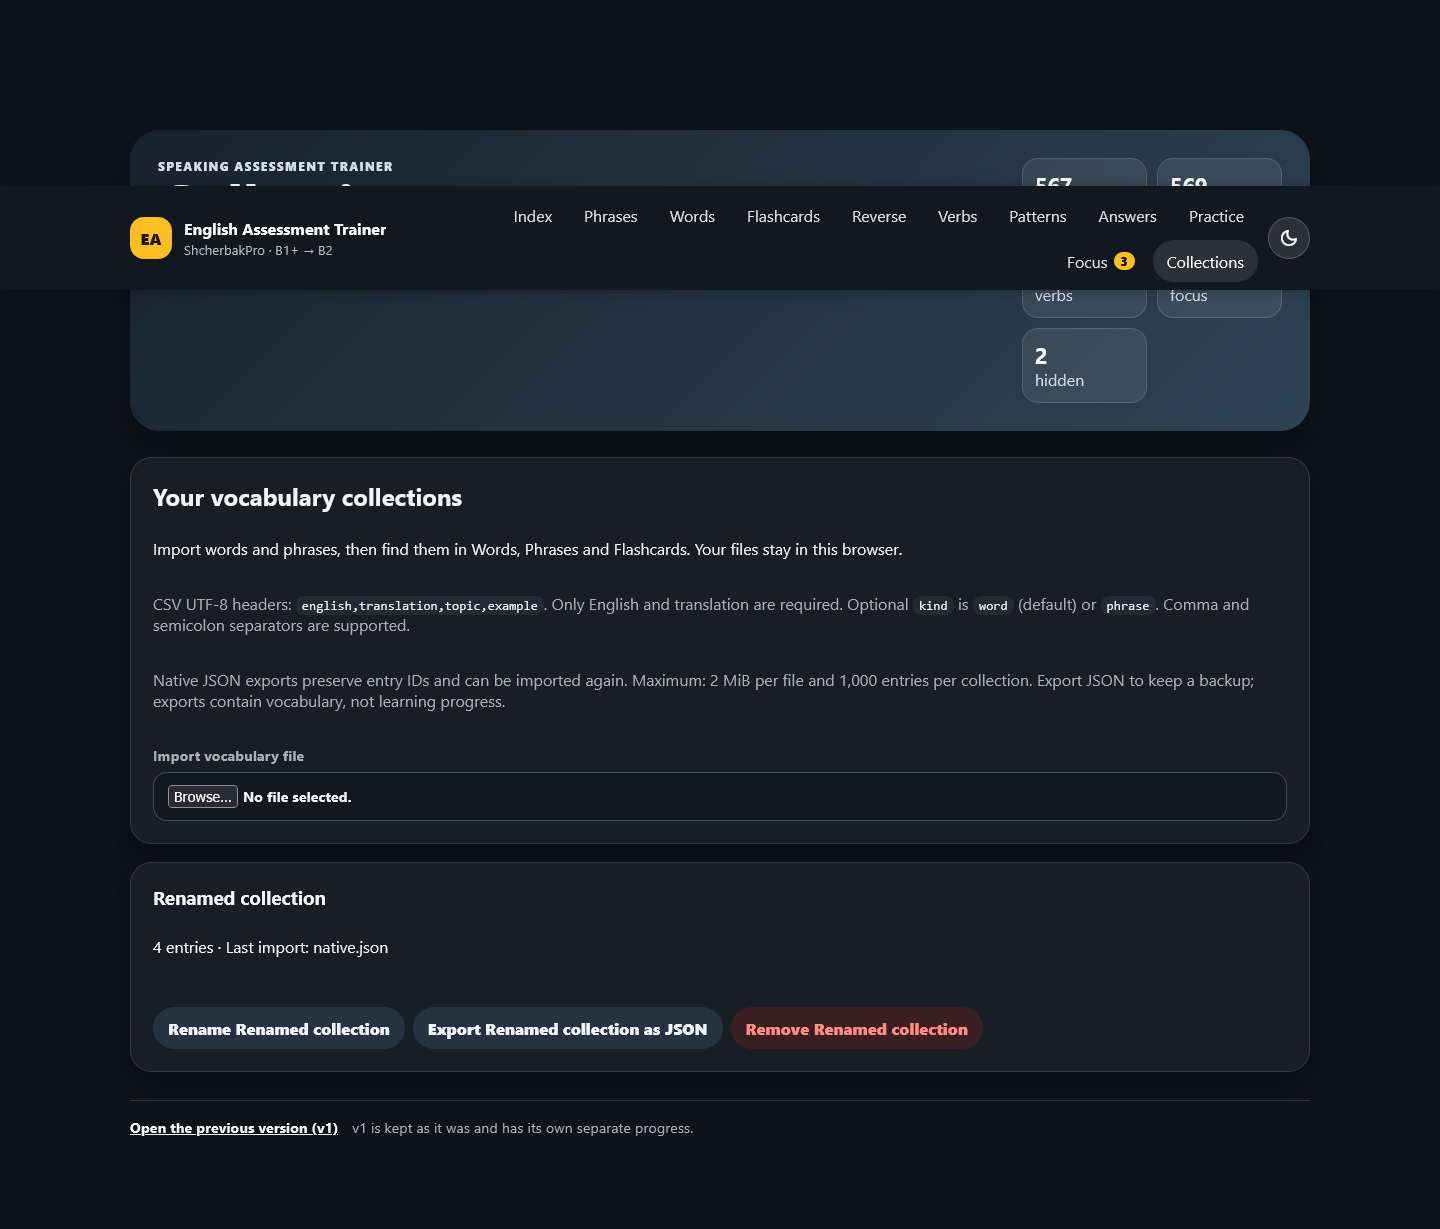 SPEAKING ASSESSMENT TRAINER
EA
English Assessment Trainer
ShcherbakPro · B1+ → B2
Index
Phrases
Words
Flashcards
Reverse
Verbs
Patterns
Answers
Practice
Focus 3
Collections
verbs
focus
2
hidden
Your vocabulary collections
Import words and phrases, then find them in Words, Phrases and Flashcards. Your files stay in this browser.
CSV UTF-8 headers: english,translation,topic,example. Only English and translation are required. Optional kind is word (default) or phrase. Comma and
semicolon separators are supported.
Native JSON exports preserve entry IDs and can be imported again. Maximum: 2 MiB per file and 1,000 entries per collection. Export JSON to keep a backup;
exports contain vocabulary, not learning progress.
Import vocabulary file
Browse... No file selected.
Renamed collection
4 entries · Last import: native.json
Rename Renamed collection
Export Renamed collection as JSON
Remove Renamed collection
Open the previous version (v1) v1 is kept as it was and has its own separate progress.